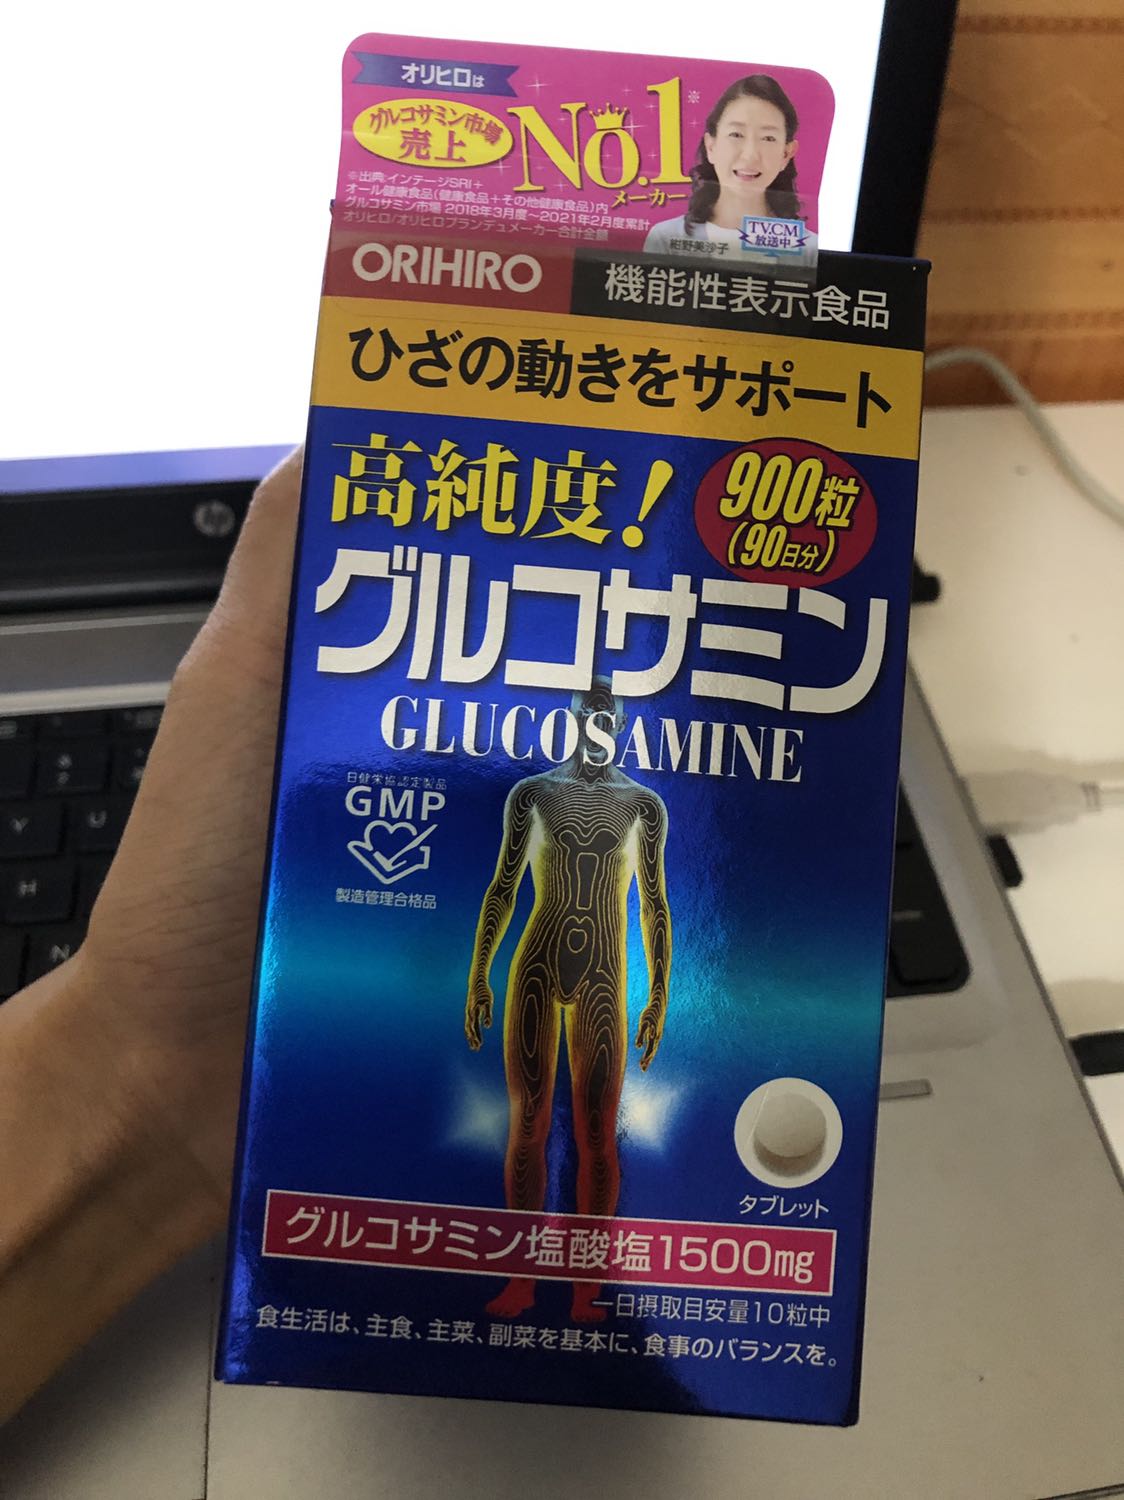 オリヒロは
グルコサミン市場
売上
No.1※
メーカー
※出典:インテージSRI+
オール健康食品(健康食品+その他健康食品)内
グルコサミン市場 2018年3月度～2021年2月度累計
オリヒロ/オリヒロプランデュメーカー合計金額
紺野美沙子
TV.CM
放送中
ORIHIRO
機能性表示食品
ひざの動きをサポート
高純度!
900粒
(90日分)
グルコサミン
GLUCOSAMINE
日健栄協認定製品
GMP
製造管理合格品
タブレット
グルコサミン塩酸塩1500mg
一日摂取目安量10粒中
食生活は、主食、主菜、副菜を基本に、食事のバランスを。
hp
Y
U
H
N